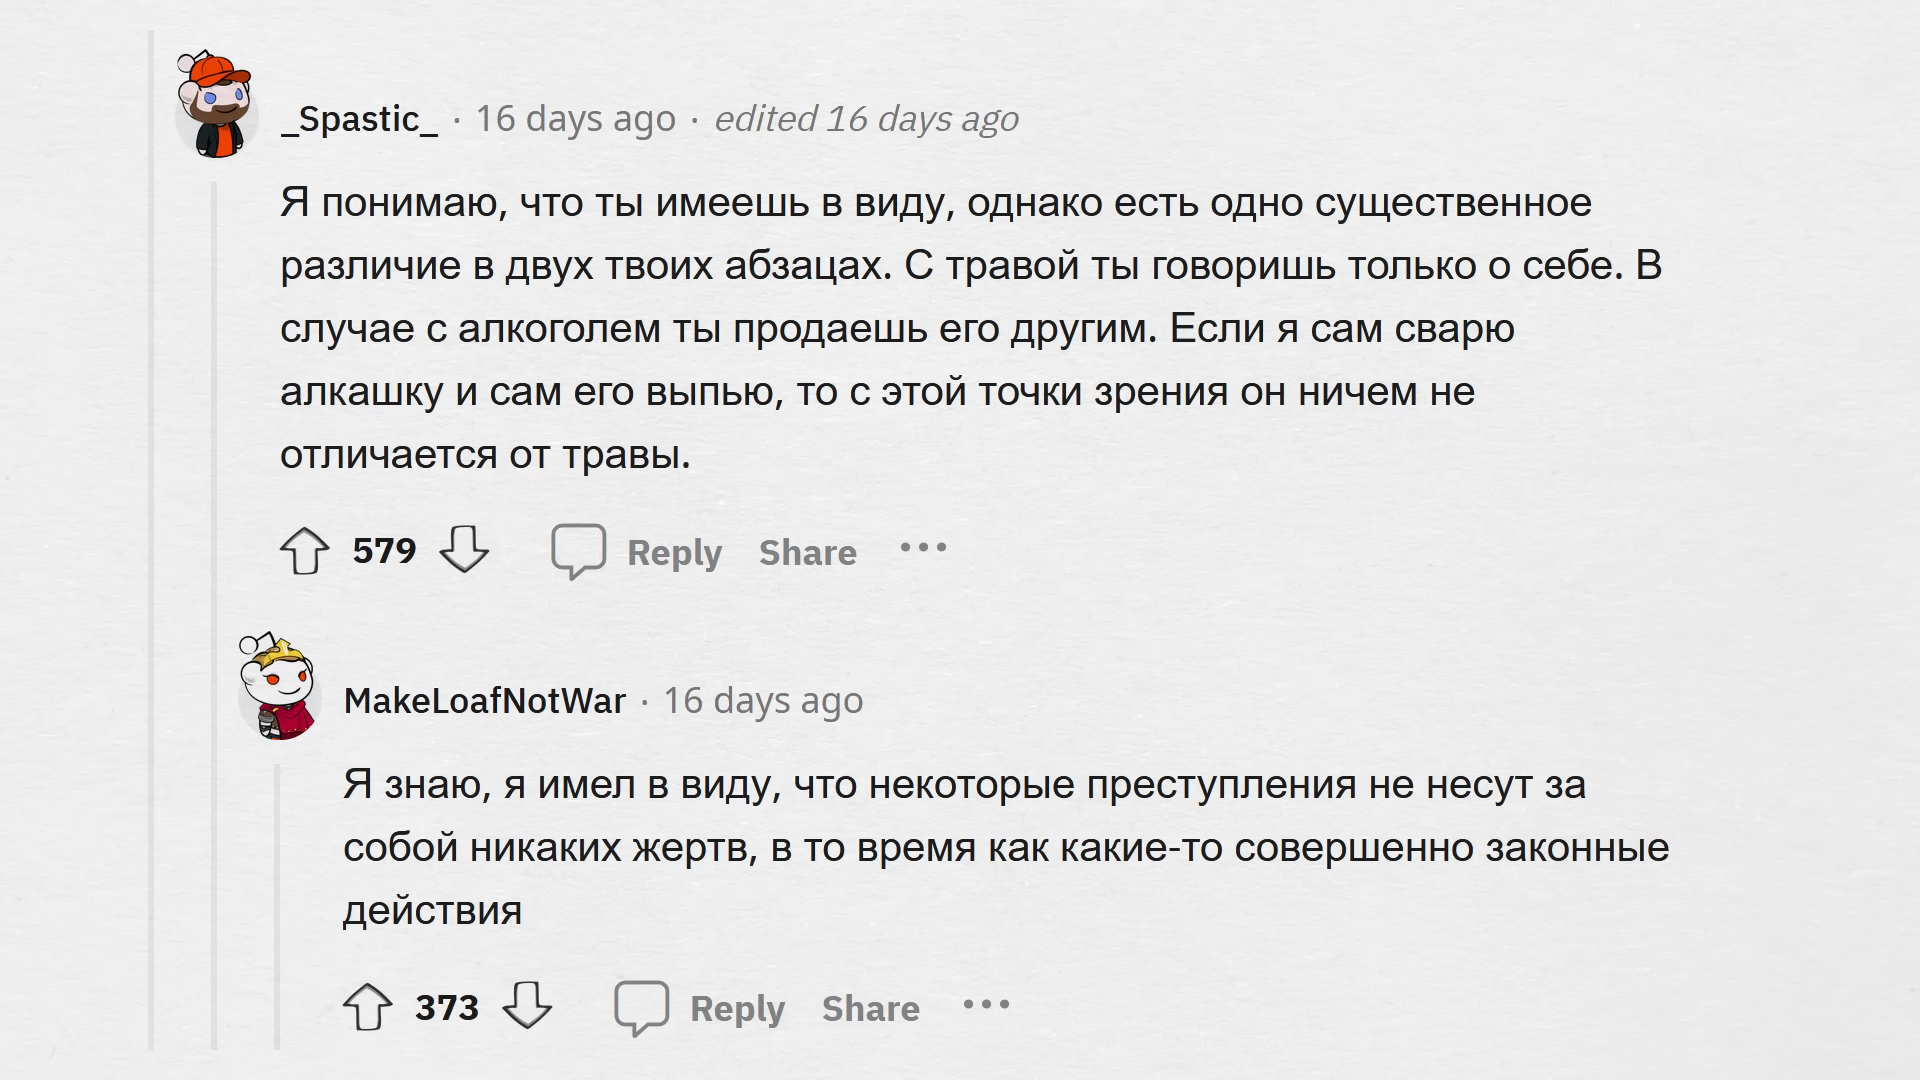 _Spastic_ · 16 days ago · edited 16 days ago
Я понимаю, что ты имеешь в виду, однако есть одно существенное
различие в двух твоих абзацах. С травой ты говоришь только о себе. В
случае с алкоголем ты продаешь его другим. Если я сам сварю
алкашку и сам его выпью, то с этой точки зрения он ничем не
отличается от травы.
579 Reply Share •••
MakeLoafNotWar · 16 days ago
Я знаю, я имел в виду, что некоторые преступления не несут за
собой никаких жертв, в то время как какие-то совершенно законные
действия
373 Reply Share •••